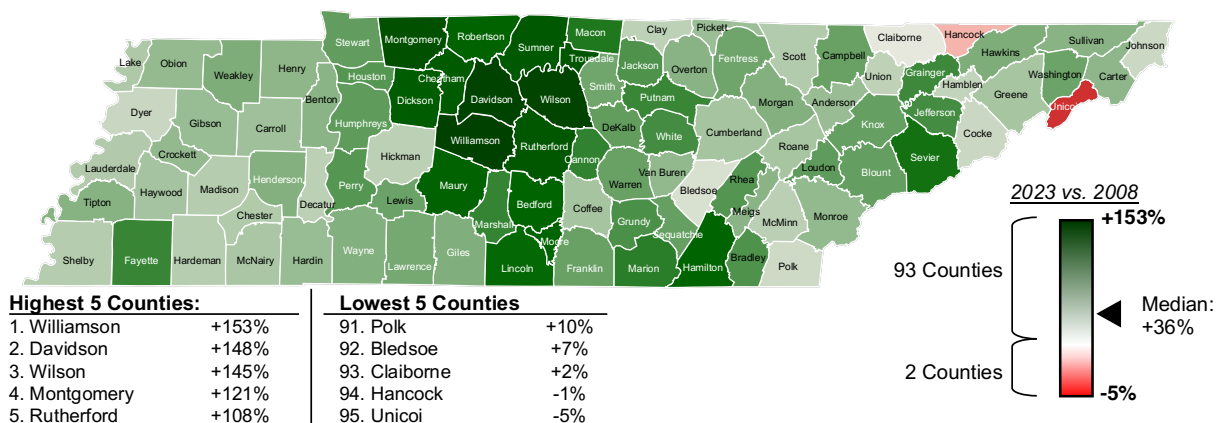 Stewart
Montgomery
Robertson
Sumner
Macon
Clay
Pickett
Scott
Campbell
Claiborne
Hancock
Hawkins
Sullivan
Johnson
Lake
Obion
Weakley
Henry
Houston
Cheatham
Trousdale
Jackson
Overton
Fentress
Union
Grainger
Hamblen
Washington
Carter
Benton
Dickson
Davidson
Wilson
Smith
Putnam
Morgan
Anderson
Greene
Unicoi
Dyer
Gibson
Carroll
Humphreys
Williamson
Rutherford
DeKalb
White
Cumberland
Roane
Knox
Jefferson
Cocke
Crockett
Hickman
Cannon
Sevier
Lauderdale
Haywood
Madison
Henderson
Decatur
Perry
Lewis
Maury
Bedford
Coffee
Warren
Van Buren
Bledsoe
Rhea
Loudon
Blount
Tipton
Chester
Marshall
Moore
Grundy
Sequatchie
Meigs
McMinn
Monroe
Shelby
Fayette
Hardeman
McNairy
Hardin
Wayne
Lawrence
Giles
Lincoln
Franklin
Marion
Hamilton
Bradley
Polk
2023 vs. 2008
+153%
93 Counties
Median:
+36%
2 Counties
-5%
Highest 5 Counties:
1. Williamson +153%
2. Davidson +148%
3. Wilson +145%
4. Montgomery +121%
5. Rutherford +108%
Lowest 5 Counties
91. Polk +10%
92. Bledsoe +7%
93. Claiborne +2%
94. Hancock -1%
95. Unicoi -5%